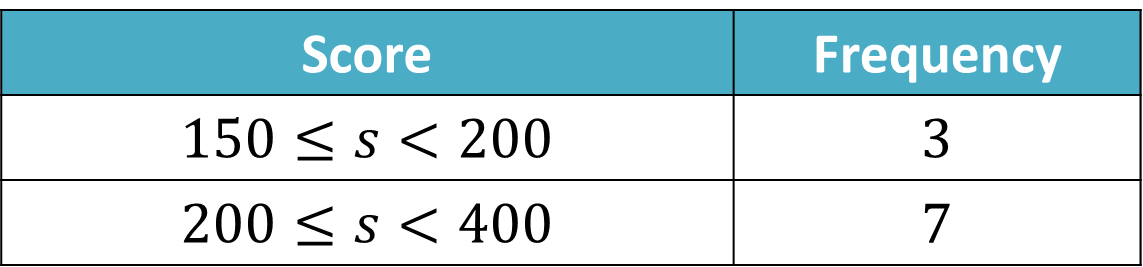 Score Frequency
150 ≤ s < 200 3
200 ≤ s < 400 7